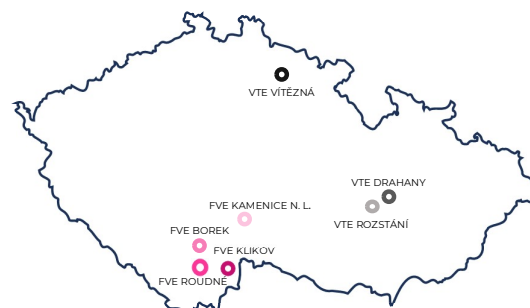 VTE VÍTĚZNÁ
VTE DRAHANY
FVE KAMENICE N. L.
VTE ROZSTÁNÍ
FVE BOREK
FVE KLIKOV
FVE ROUDNÉ